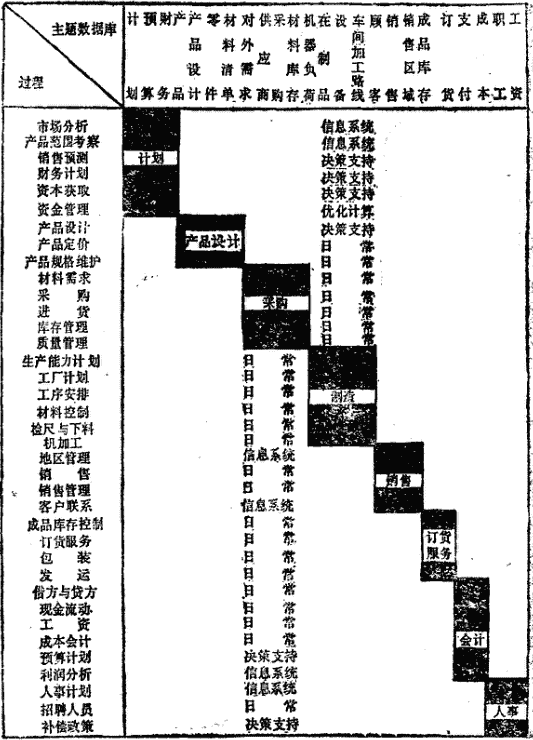 主题数据库
过程
计划
预算
财务
产品
产品设计
零件
材料清单
对外需求
供应商
采购
材料库存
机器负荷
在制品
设备
车间加工路线
顾客
销售
销售区域
成品库存
订货
支付
成本
职工
工资
市场分析 信息系统
产品范围考察 信息系统
销售预测 计划 决策支持
财务计划 决策支持
资本获取 决策支持
资金管理 优化计算
产品设计 决策支持
产品定价 产品设计 日常
产品规格维护 日常
材料需求 日常
采购 采购 日常
进货 日常
库存管理 日常
质量管理 日常
生产能力计划 日常
工厂计划 日常
工序安排 日常 制造
材料控制 日常
检尺与下料 日常
机加工 日常
地区管理 信息系统
销售 日常 销售
销售管理 日常
客户联系 信息系统
成品库存控制 日常
订货服务 日常 订货服务
包装 日常
发运 日常
借方与贷方 日常
现金流动 日常
工资 日常
成本会计 日常 会计
预算计划 决策支持
利润分析 信息系统
人事计划 信息系统
招聘人员 日常 人事
补偿政策 决策支持